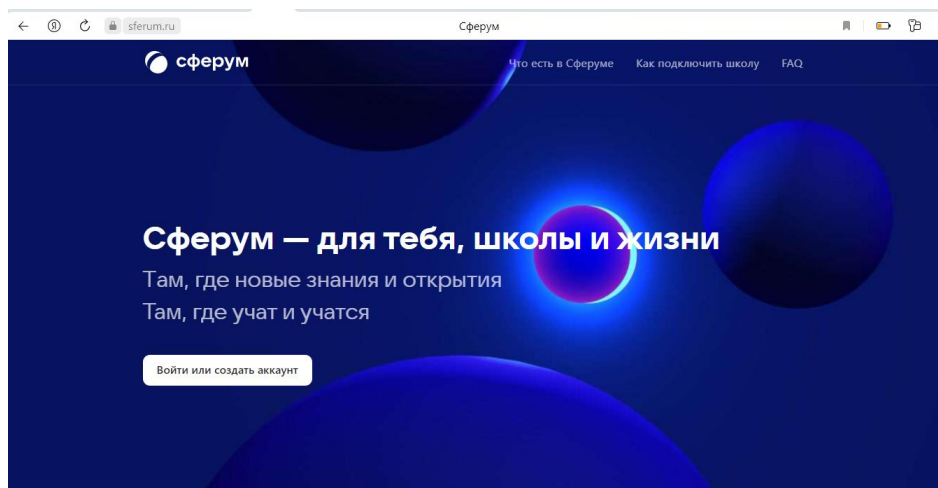 sferum.ru
Сферум
сферум
Что есть в Сферуме
Как подключить школу
FAQ
Сферум — для тебя, школы и жизни
Там, где новые знания и открытия
Там, где учат и учатся
Войти или создать аккаунт